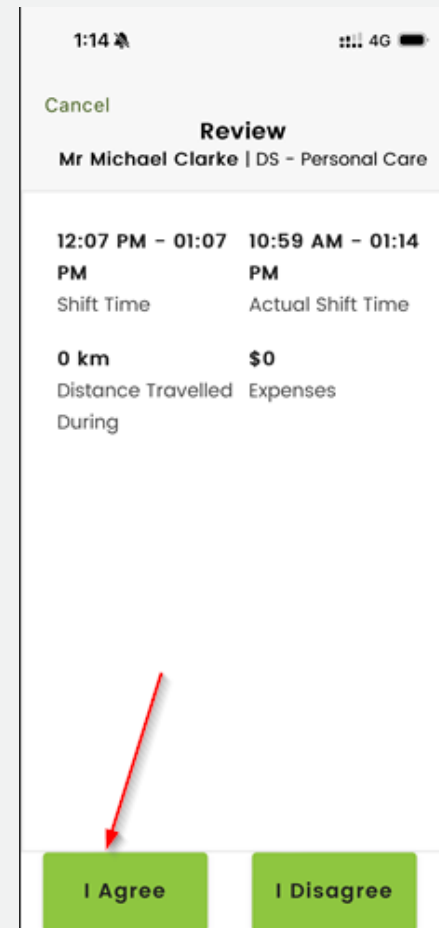 1:14
4G
Cancel
Review
Mr Michael Clarke | DS - Personal Care
12:07 PM - 01:07 10:59 AM - 01:14
PM PM
Shift Time Actual Shift Time
0 km $0
Distance Travelled Expenses
During
I Agree I Disagree